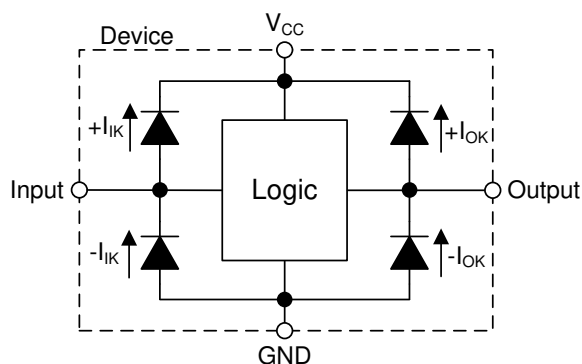 Device
V_CC
+I_IK
+I_OK
Input
Logic
Output
-I_IK
-I_OK
GND